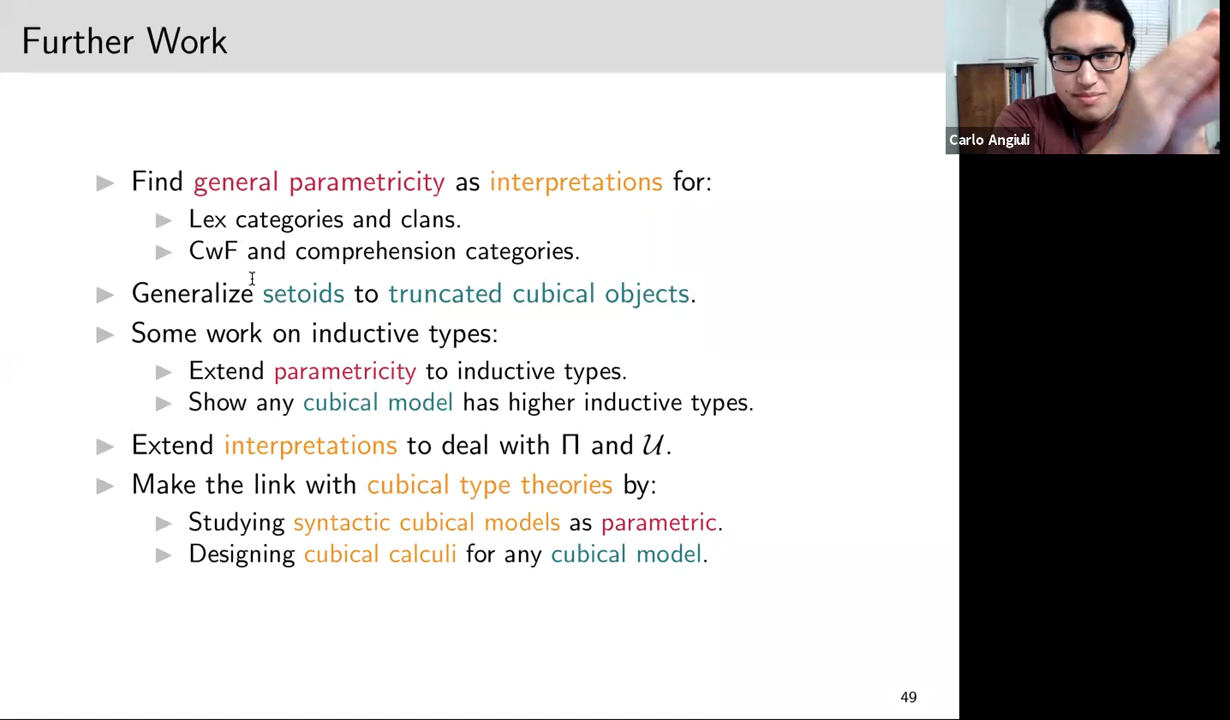 Further Work
Carlo Angiuli
Find general parametricity as interpretations for:
Lex categories and clans.
CwF and comprehension categories.
Generalize setoids to truncated cubical objects.
Some work on inductive types:
Extend parametricity to inductive types.
Show any cubical model has higher inductive types.
Extend interpretations to deal with Π and 𝒰.
Make the link with cubical type theories by:
Studying syntactic cubical models as parametric.
Designing cubical calculi for any cubical model.
49